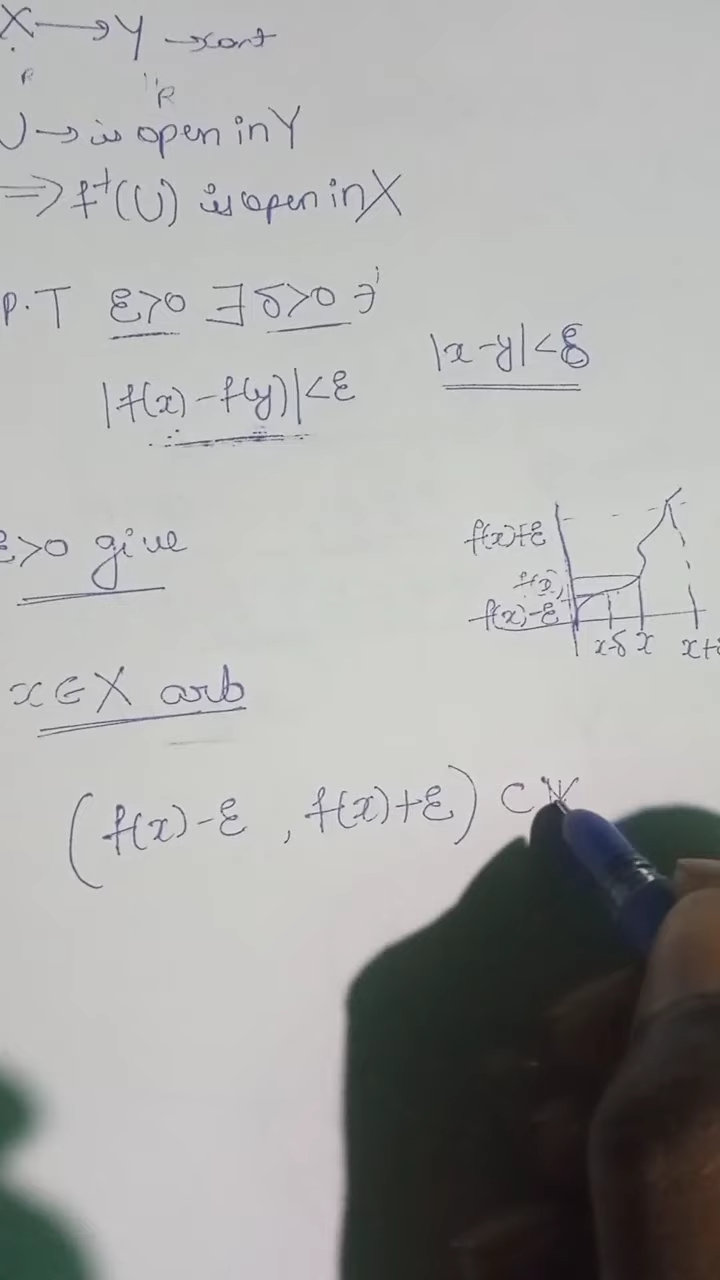 X → Y → cont
R
"R
U → is open in Y
⇒ f⁻¹(U) is open in X
P.T ε>0 ∃ δ>0 ∋
|x-y|<δ
|f(x)-f(y)|<ε
ε>0 give
f(x)+ε
f(x)
f(x)-ε
x-δ x x+δ
x∈X arb
(f(x)-ε , f(x)+ε) ⊂ Y